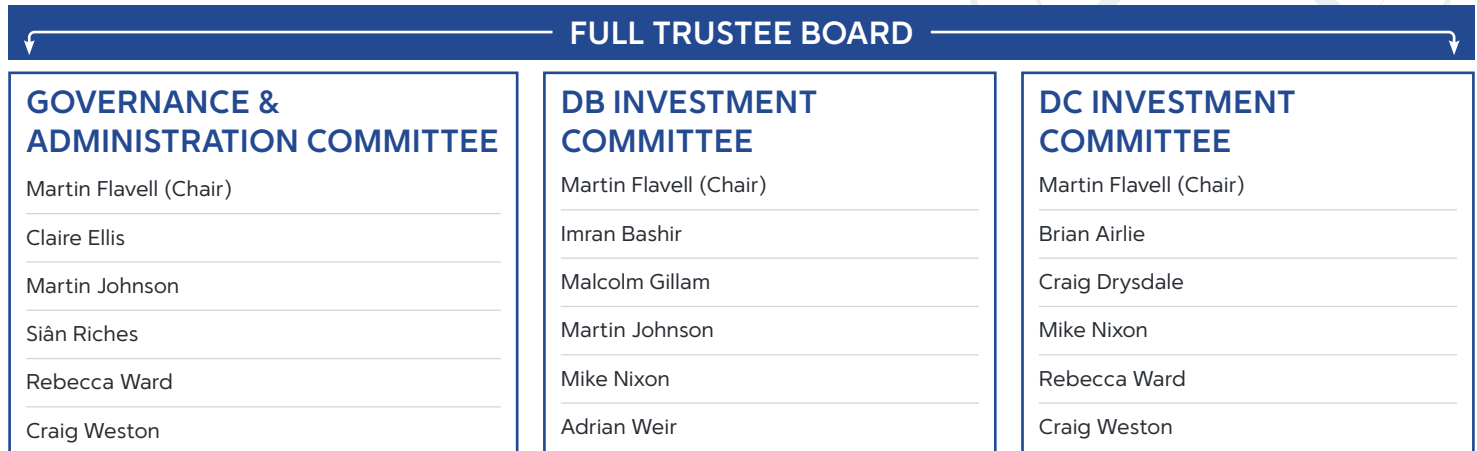 FULL TRUSTEE BOARD
GOVERNANCE &
ADMINISTRATION COMMITTEE
Martin Flavell (Chair)
Claire Ellis
Martin Johnson
Siân Riches
Rebecca Ward
Craig Weston
DB INVESTMENT
COMMITTEE
Martin Flavell (Chair)
Imran Bashir
Malcolm Gillam
Martin Johnson
Mike Nixon
Adrian Weir
DC INVESTMENT
COMMITTEE
Martin Flavell (Chair)
Brian Airlie
Craig Drysdale
Mike Nixon
Rebecca Ward
Craig Weston